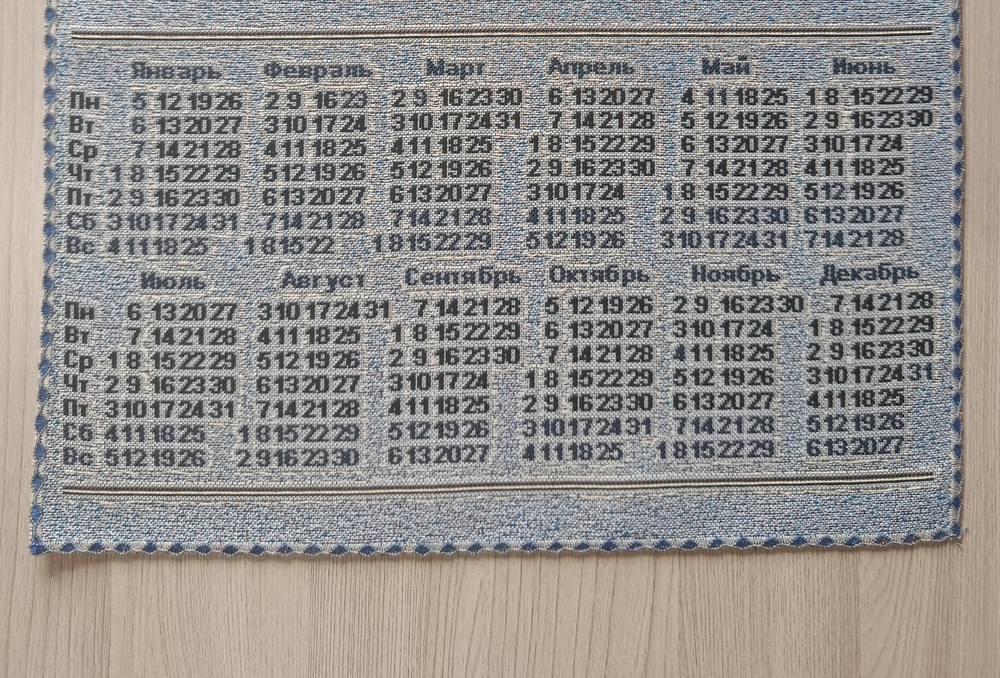 Январь Февраль Март Апрель Май Июнь
Пн 5 12 19 26 2 9 16 23 2 9 16 23 30 6 13 20 27 4 11 18 25 1 8 15 22 29
Вт 6 13 20 27 3 10 17 24 3 10 17 24 31 7 14 21 28 5 12 19 26 2 9 16 23 30
Ср 7 14 21 28 4 11 18 25 4 11 18 25 1 8 15 22 29 6 13 20 27 3 10 17 24
Чт 1 8 15 22 29 5 12 19 26 5 12 19 26 2 9 16 23 30 7 14 21 28 4 11 18 25
Пт 2 9 16 23 30 6 13 20 27 6 13 20 27 3 10 17 24 1 8 15 22 29 5 12 19 26
Сб 3 10 17 24 31 7 14 21 28 7 14 21 28 4 11 18 25 2 9 16 23 30 6 13 20 27
Вс 4 11 18 25 1 8 15 22 1 8 15 22 29 5 12 19 26 3 10 17 24 31 7 14 21 28
Июль Август Сентябрь Октябрь Ноябрь Декабрь
Пн 6 13 20 27 3 10 17 24 31 7 14 21 28 5 12 19 26 2 9 16 23 30 7 14 21 28
Вт 7 14 21 28 4 11 18 25 1 8 15 22 29 6 13 20 27 3 10 17 24 1 8 15 22 29
Ср 1 8 15 22 29 5 12 19 26 2 9 16 23 30 7 14 21 28 4 11 18 25 2 9 16 23 30
Чт 2 9 16 23 30 6 13 20 27 3 10 17 24 1 8 15 22 29 5 12 19 26 3 10 17 24 31
Пт 3 10 17 24 31 7 14 21 28 4 11 18 25 2 9 16 23 30 6 13 20 27 4 11 18 25
Сб 4 11 18 25 1 8 15 22 29 5 12 19 26 3 10 17 24 31 7 14 21 28 5 12 19 26
Вс 5 12 19 26 2 9 16 23 30 6 13 20 27 4 11 18 25 1 8 15 22 29 6 13 20 27